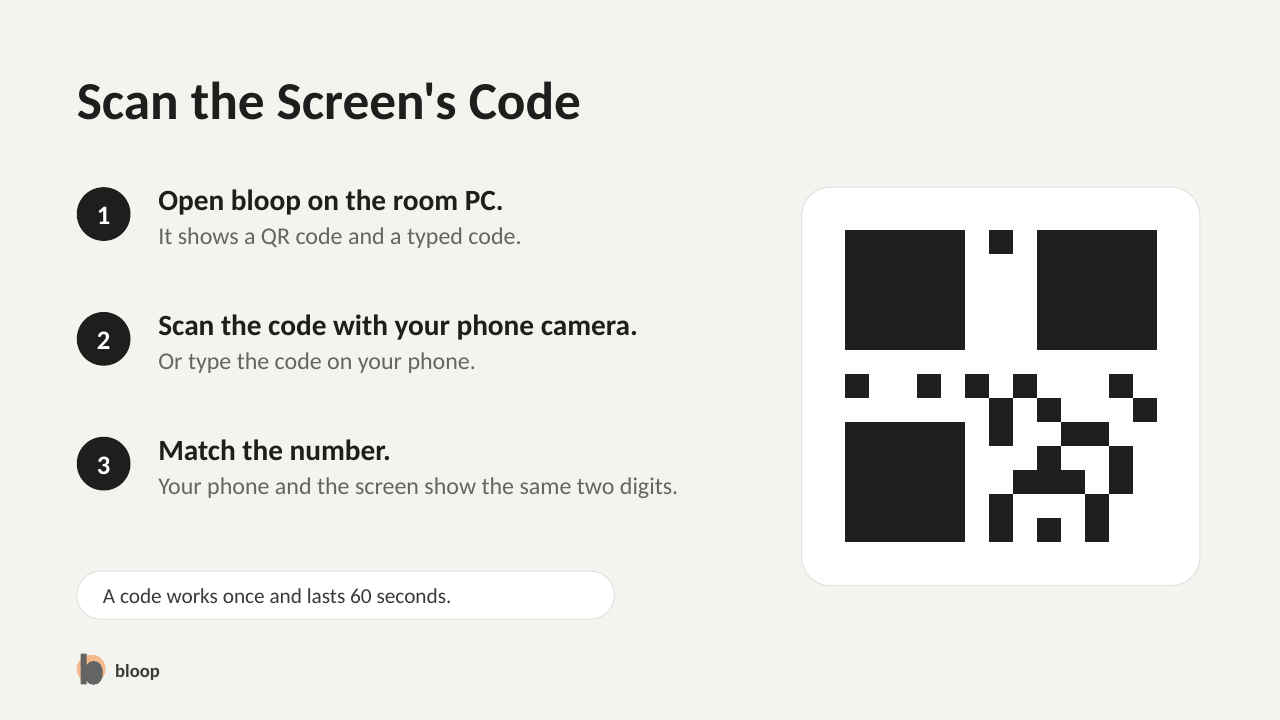 Scan the Screen's Code
1
Open bloop on the room PC.
It shows a QR code and a typed code.
2
Scan the code with your phone camera.
Or type the code on your phone.
3
Match the number.
Your phone and the screen show the same two digits.
A code works once and lasts 60 seconds.
b bloop